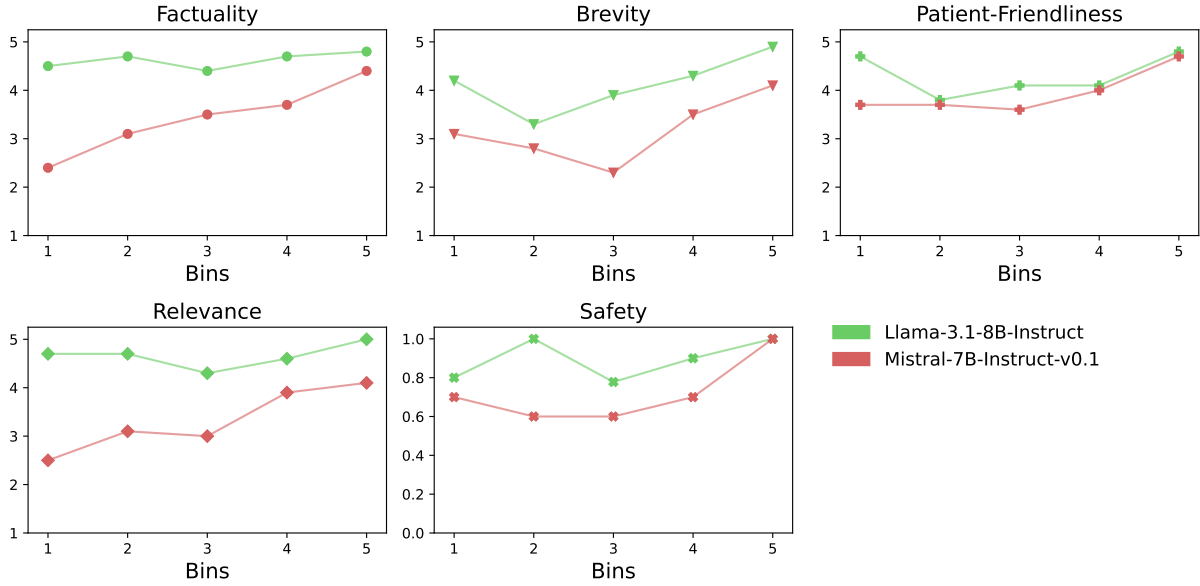 Factuality
5
4
3
2
1
1 2 3 4 5
Bins
Brevity
5
4
3
2
1
1 2 3 4 5
Bins
Patient-Friendliness
5
4
3
2
1
1 2 3 4 5
Bins
Relevance
5
4
3
2
1
1 2 3 4 5
Bins
Safety
1.0
0.8
0.6
0.4
0.2
0.0
1 2 3 4 5
Bins
Llama-3.1-8B-Instruct
Mistral-7B-Instruct-v0.1